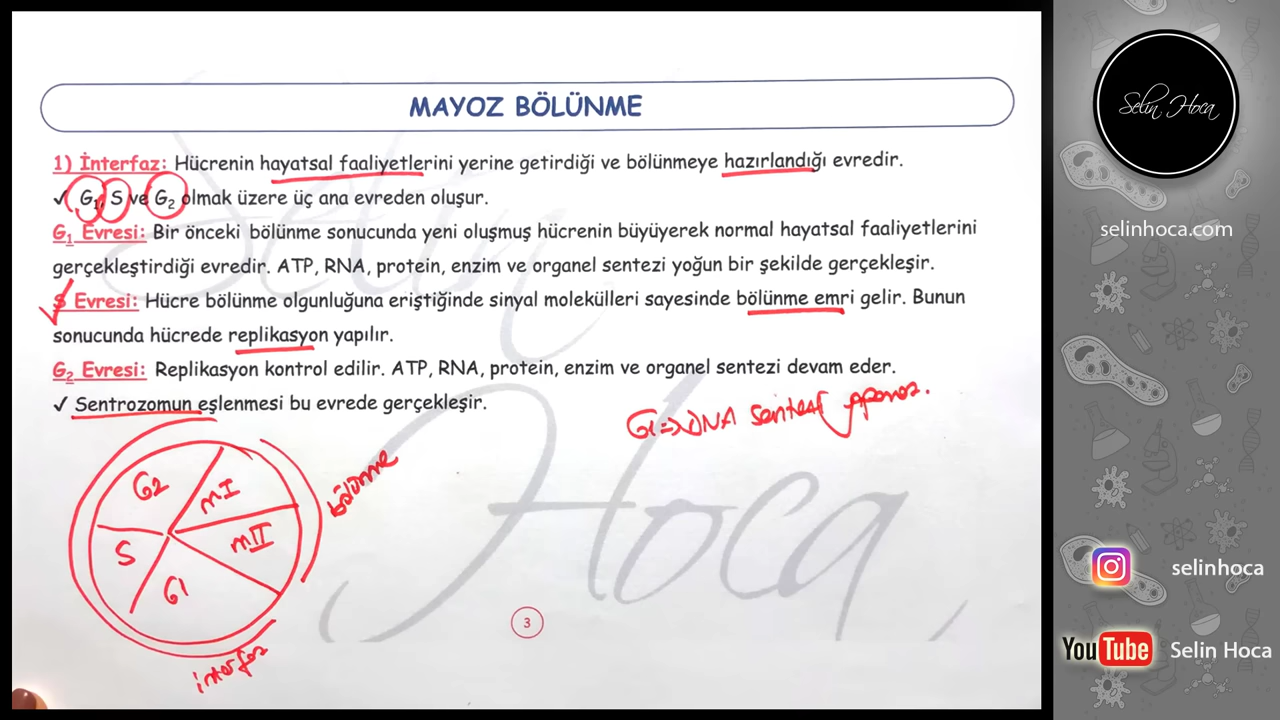 MAYOZ BÖLÜNME
1) İnterfaz: Hücrenin hayatsal faaliyetlerini yerine getirdiği ve bölünmeye hazırlandığı evredir.
✓ G₁, S ve G₂ olmak üzere üç ana evreden oluşur.
G₁ Evresi: Bir önceki bölünme sonucunda yeni oluşmuş hücrenin büyüyerek normal hayatsal faaliyetlerini
gerçekleştirdiği evredir. ATP, RNA, protein, enzim ve organel sentezi yoğun bir şekilde gerçekleşir.
S Evresi: Hücre bölünme olgunluğuna eriştiğinde sinyal molekülleri sayesinde bölünme emri gelir. Bunun
sonucunda hücrede replikasyon yapılır.
G₂ Evresi: Replikasyon kontrol edilir. ATP, RNA, protein, enzim ve organel sentezi devam eder.
✓ Sentrozomun eşlenmesi bu evrede gerçekleşir.
G1 => DNA sentezi yapamaz.
G2
mI
bölünme
S
mII
G1
interfaz
3
Selin Hoca
Selin Hoca
selinhoca.com
selinhoca
YouTube Selin Hoca